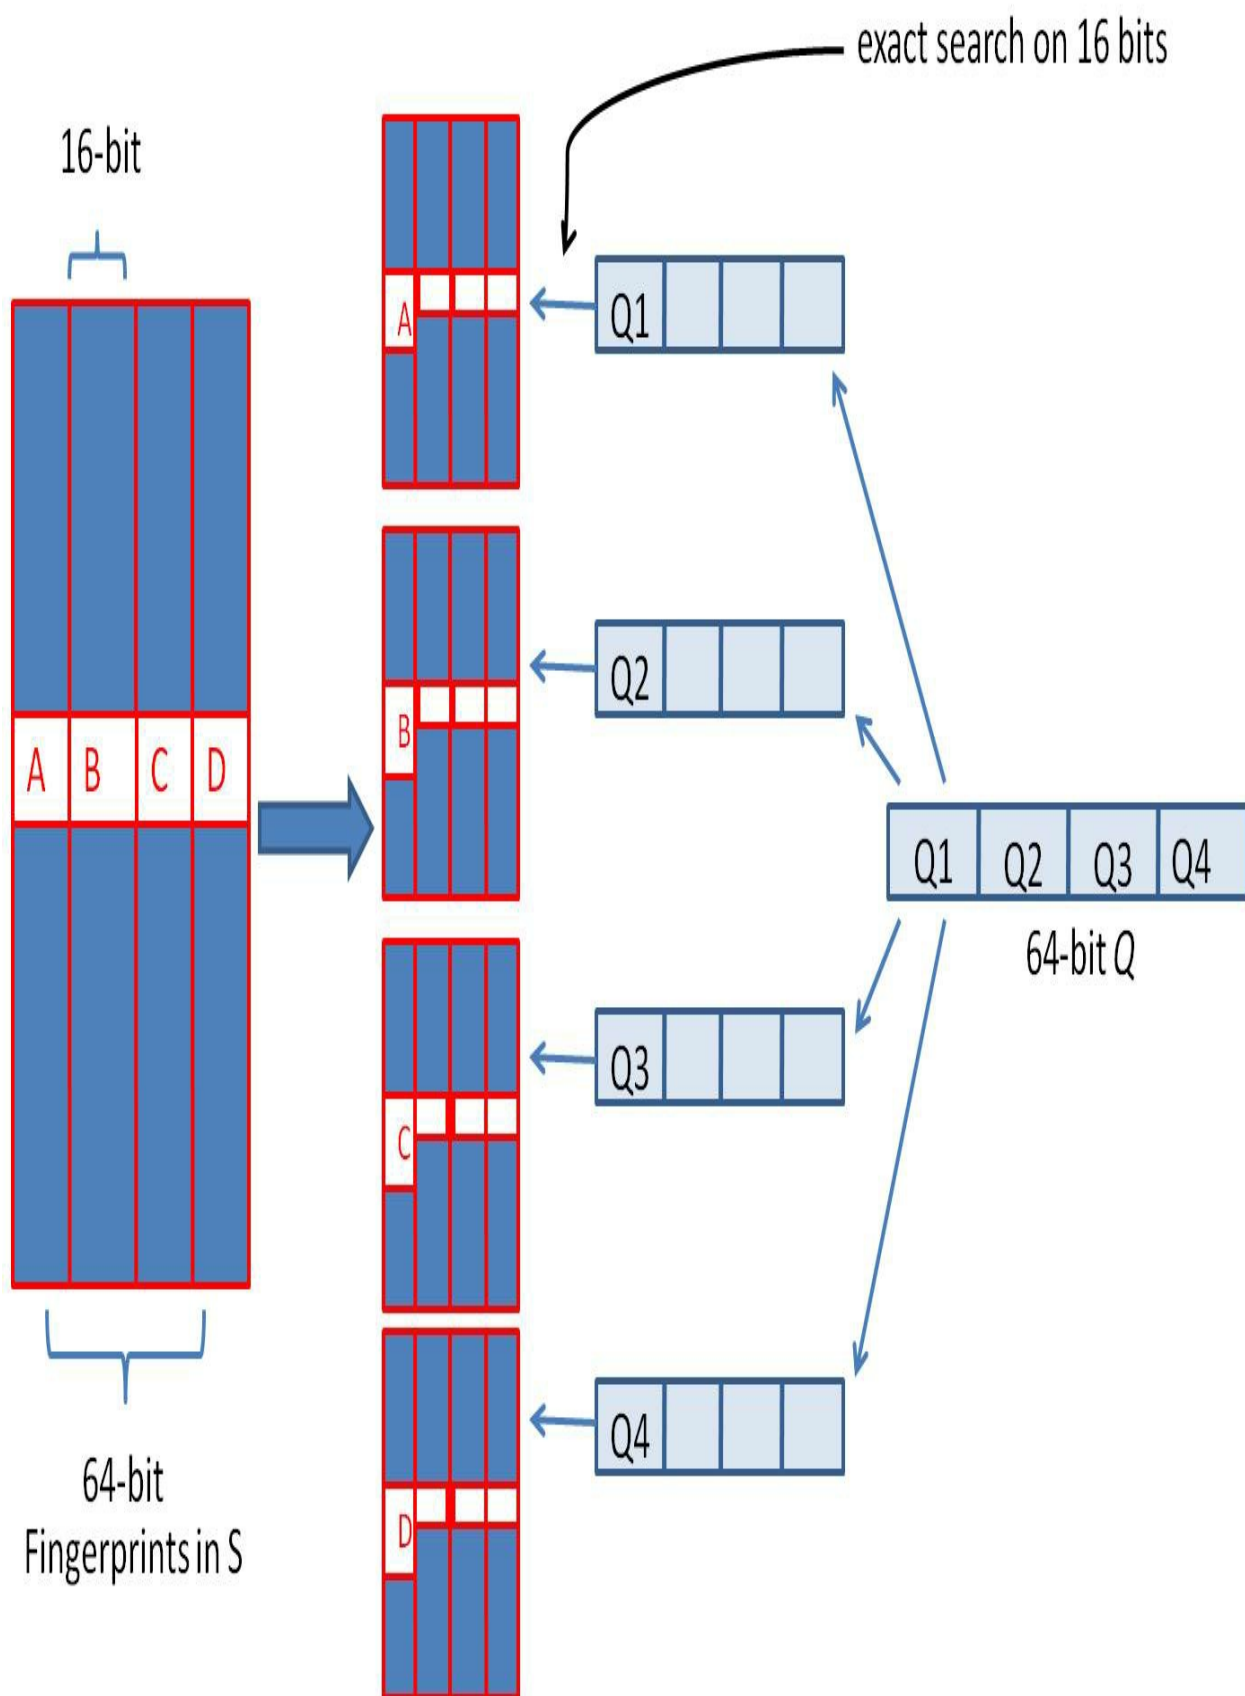 exact search on 16 bits
16-bit
A
Q1
Q2
B
A B C D
Q1 Q2 Q3 Q4
64-bit Q
Q3
C
Q4
64-bit
Fingerprints in S
D